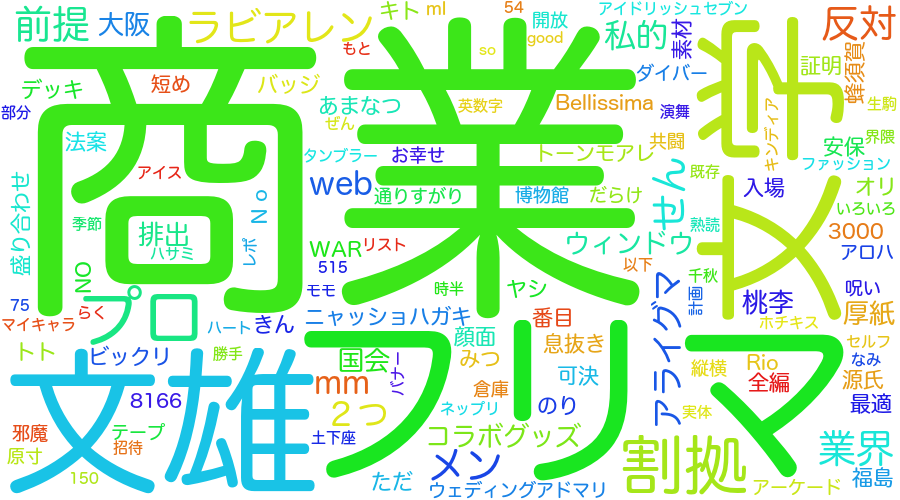 前提
大阪
ラビアレン
キト
ml
54
開放
アイドリッシュセブン
反対
商業
もと
so
good
私的
素材
学
デッキ
短め
バッジ
ダイバー
証明
蜂須賀
部分
あまなつ
英数字
Bellissima
演舞
生駒
法案
ぜん
キンディア
タンブラー
お幸せ
トーンモアレ
共闘
安保
界隈
アイス
既存
ファッション
盛り合わせ
web
通りすがり
博物館
だらけ
せん
文
入場
オリ
No
いろいろ
季節
排出
ハサミ
レポ
WAR
リスト
ウィンドウ
熟読
3000
NO
515
以下
千秋
アロハ
75
プロ
モモ
時半
ヤシ
アライグマ
計画
桃李
呪い
マイキャラ
らく
ハート
きん
ニャッショハガキ
番目
ホチキス
厚紙
トト
ビックリ
勝手
フリマ
顔面
息抜き
セルフ
国会
バナー
みつ
縦横
Rio
なみ
文雄
mm
倉庫
可決
全編
源氏
8166
2つ
ネップリ
のり
実体
最適
邪魔
テープ
土下座
コラボグッズ
割拠
業界
原寸
招待
メン
150
ただ
ウェディングアドマリ
アーケード
福島